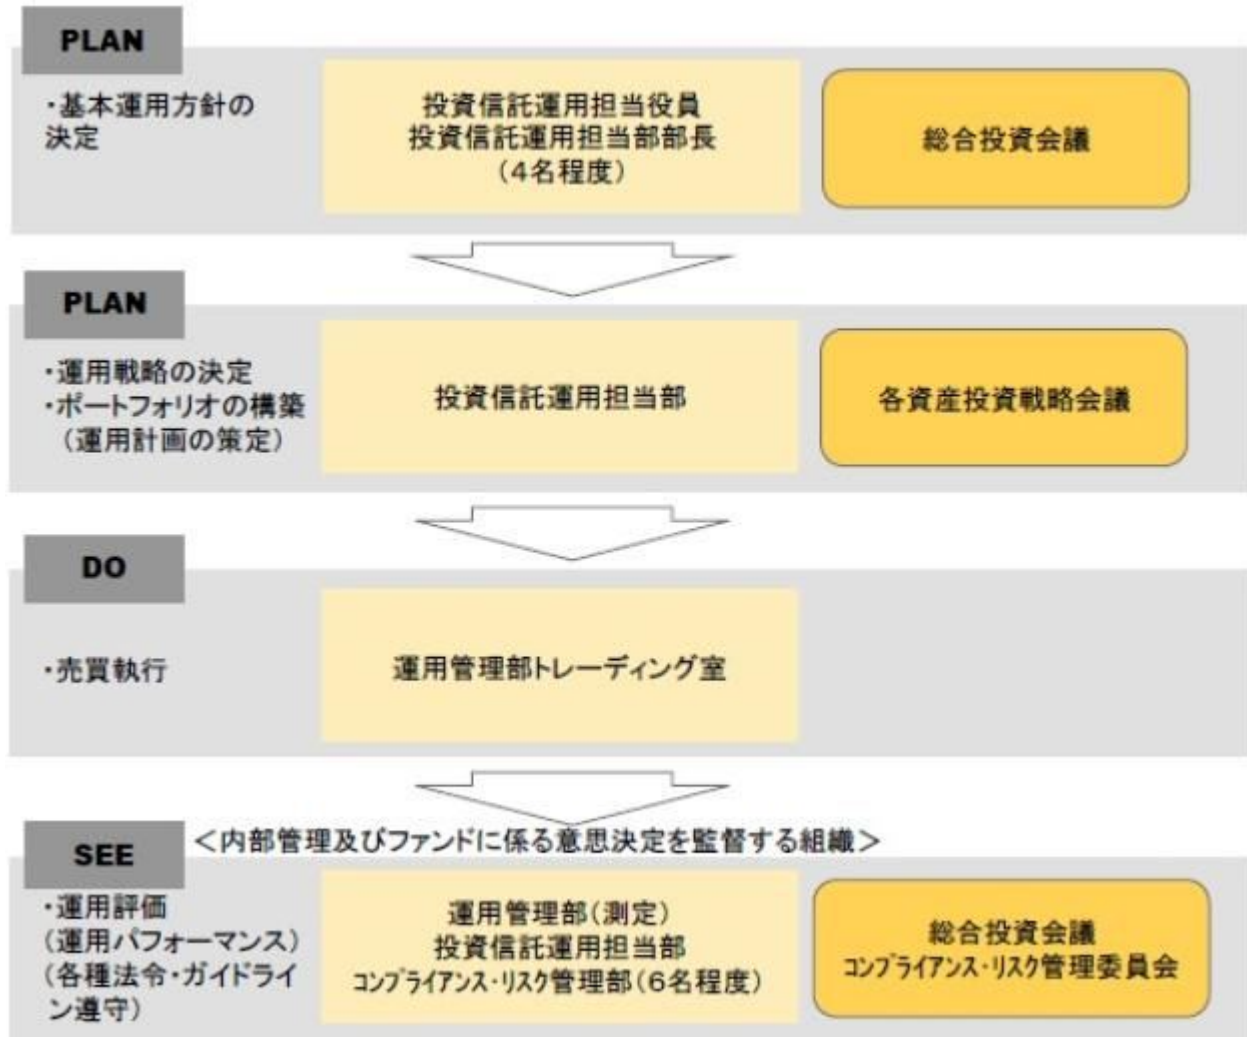 PLAN
・基本運用方針の
決定
投資信託運用担当役員
投資信託運用担当部部長
（４名程度）
総合投資会議
PLAN
・運用戦略の決定
・ポートフォリオの構築
（運用計画の策定）
投資信託運用担当部
各資産投資戦略会議
DO
・売買執行
運用管理部トレーディング室
＜内部管理及びファンドに係る意思決定を監督する組織＞
SEE
・運用評価
（運用パフォーマンス）
（各種法令・ガイドライ
ン遵守）
運用管理部（測定）
投資信託運用担当部
ｺﾝﾌﾟﾗｲｱﾝｽ・ﾘｽｸ管理部（６名程度）
総合投資会議
ｺﾝﾌﾟﾗｲｱﾝｽ・ﾘｽｸ管理委員会